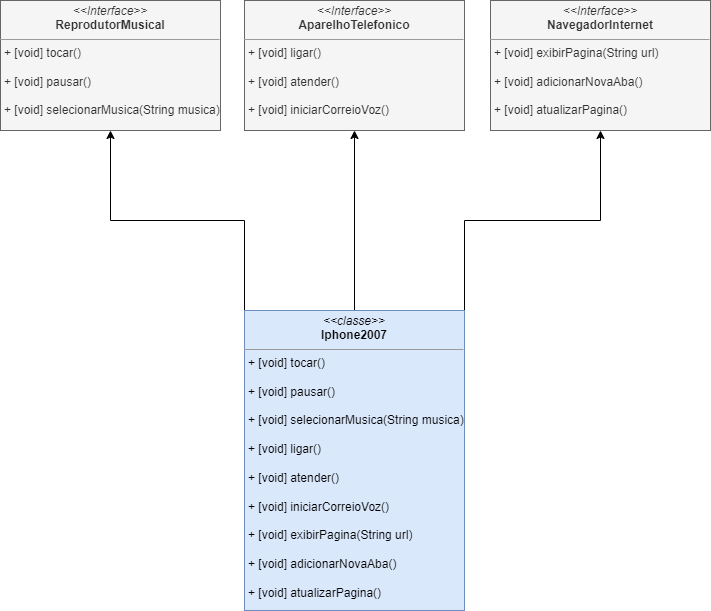 <<Interface>>
ReprodutorMusical
+ [void] tocar()
+ [void] pausar()
+ [void] selecionarMusica(String musica)
<<Interface>>
AparelhoTelefonico
+ [void] ligar()
+ [void] atender()
+ [void] iniciarCorreioVoz()
<<Interface>>
NavegadorInternet
+ [void] exibirPagina(String url)
+ [void] adicionarNovaAba()
+ [void] atualizarPagina()
<<classe>>
Iphone2007
+ [void] tocar()
+ [void] pausar()
+ [void] selecionarMusica(String musica)
+ [void] ligar()
+ [void] atender()
+ [void] iniciarCorreioVoz()
+ [void] exibirPagina(String url)
+ [void] adicionarNovaAba()
+ [void] atualizarPagina()